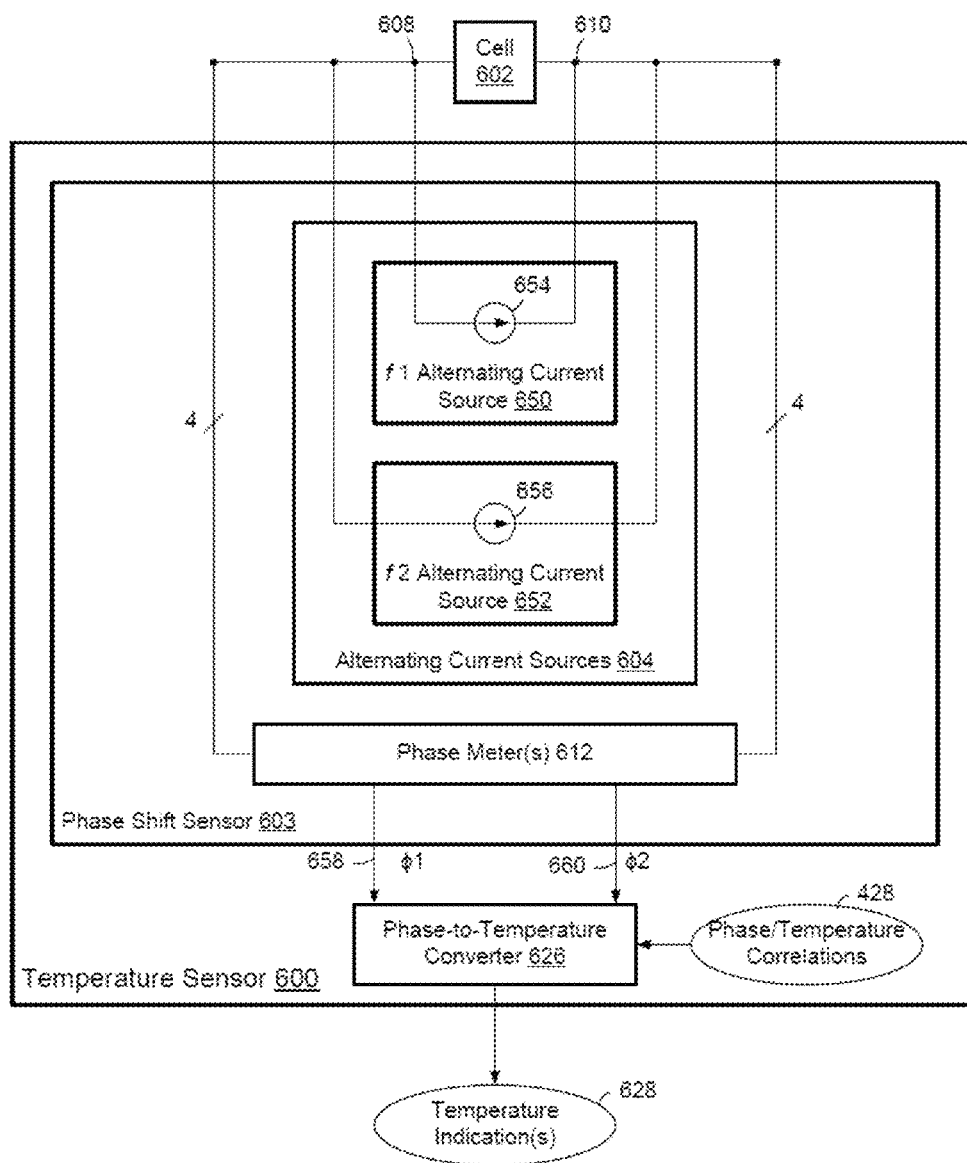 608
Cell
602
610
654
f 1 Alternating Current
Source 650
4
4
656
f 2 Alternating Current
Source 652
Alternating Current Sources 604
Phase Meter(s) 612
Phase Shift Sensor 603
658
ϕ1
660
ϕ2
428
Phase-to-Temperature
Converter 626
Phase/Temperature
Correlations
Temperature Sensor 600
628
Temperature
Indication(s)